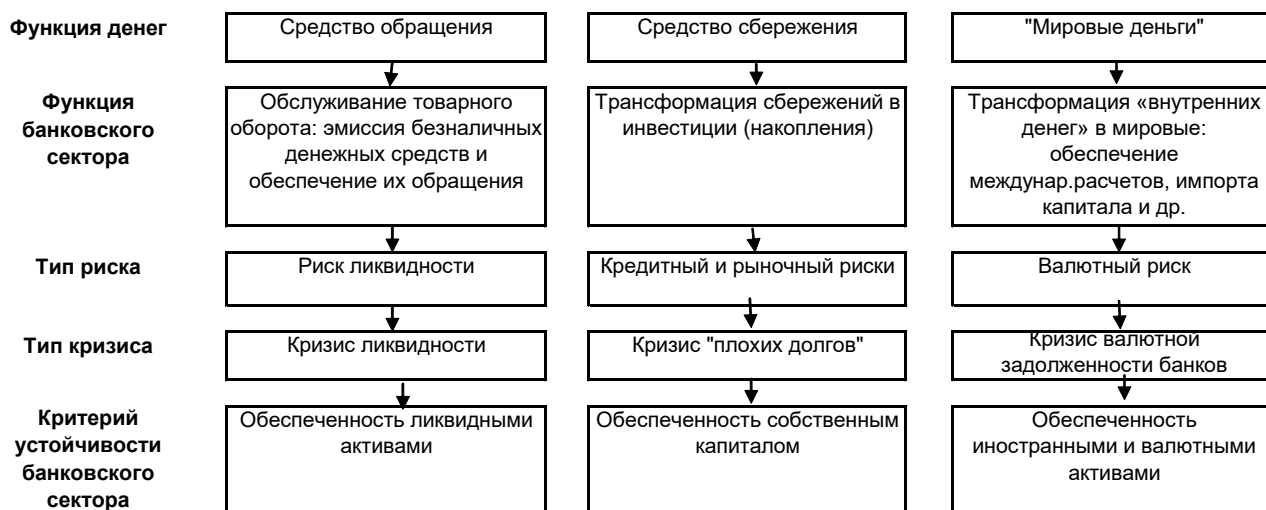 Функция денег
Средство обращения
Средство сбережения
"Мировые деньги"
Функция
банковского
сектора
Обслуживание товарного
оборота: эмиссия безналичных
денежных средств и
обеспечение их обращения
Трансформация сбережений в
инвестиции (накопления)
Трансформация «внутренних
денег» в мировые:
обеспечение
междунар.расчетов, импорта
капитала и др.
Тип риска
Риск ликвидности
Кредитный и рыночный риски
Валютный риск
Тип кризиса
Кризис ликвидности
Кризис "плохих долгов"
Кризис валютной
задолженности банков
Критерий
устойчивости
банковского
сектора
Обеспеченность ликвидными
активами
Обеспеченность собственным
капиталом
Обеспеченность
иностранными и валютными
активами